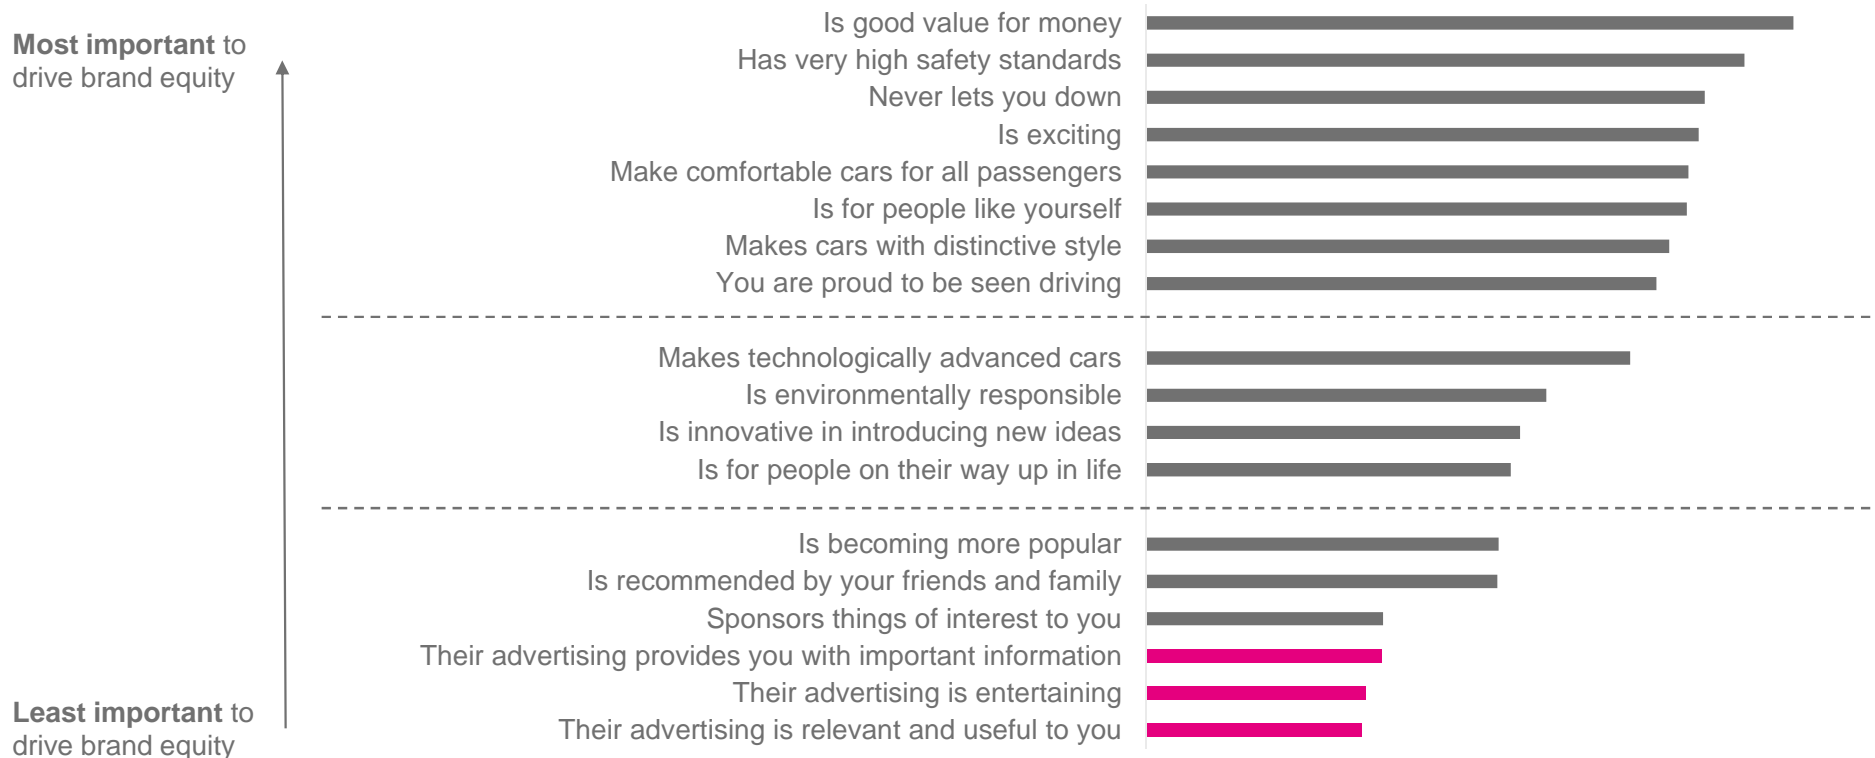 Most important to
drive brand equity
Is good value for money
Has very high safety standards
Never lets you down
Is exciting
Make comfortable cars for all passengers
Is for people like yourself
Makes cars with distinctive style
You are proud to be seen driving
Makes technologically advanced cars
Is environmentally responsible
Is innovative in introducing new ideas
Is for people on their way up in life
Is becoming more popular
Is recommended by your friends and family
Sponsors things of interest to you
Their advertising provides you with important information
Their advertising is entertaining
Their advertising is relevant and useful to you
Least important to
drive brand equity